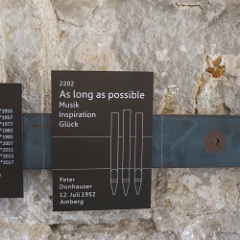 2202
As long as possible
Musik
Inspiration
Glück
Peter
Donhauser
12. Juli 1952
Amberg